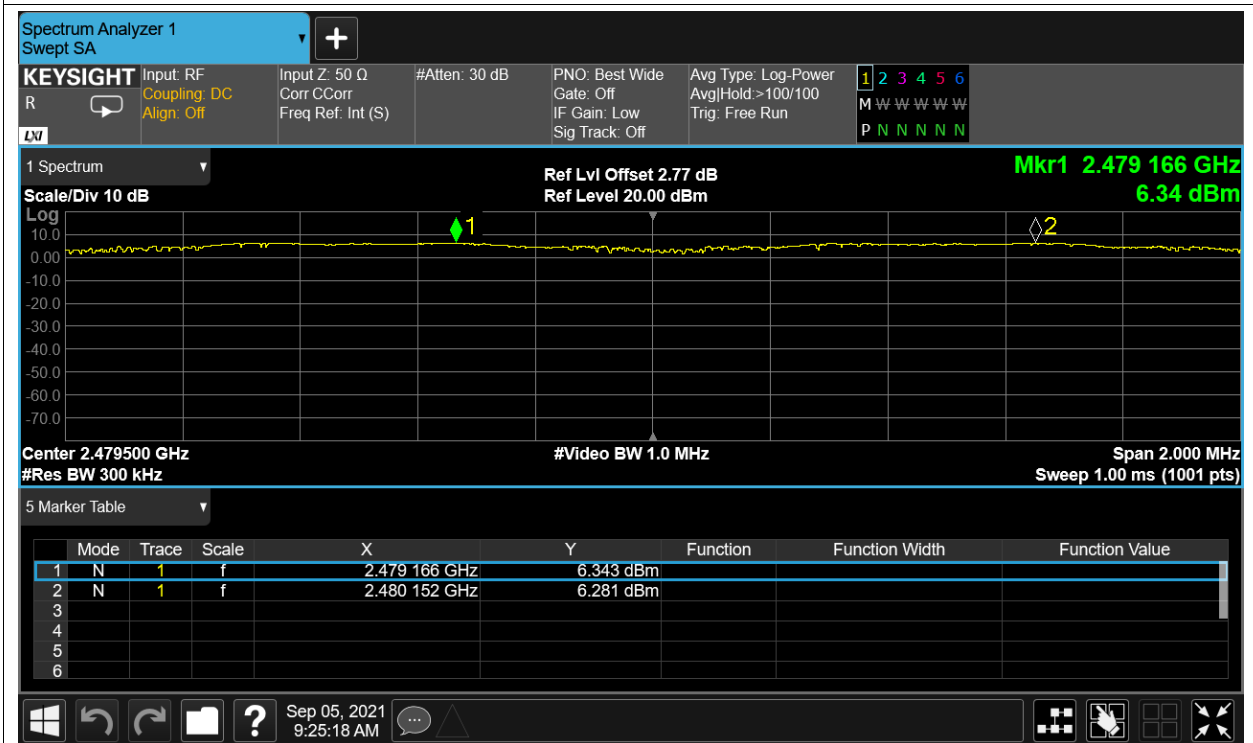 Spectrum Analyzer 1
Swept SA
KEYSIGHT
R
LXI
Input: RF
Coupling: DC
Align: Off
Input Z: 50 Ω
Corr CCorr
Freq Ref: Int (S)
#Atten: 30 dB
PNO: Best Wide
Gate: Off
IF Gain: Low
Sig Track: Off
Avg Type: Log-Power
Avg|Hold:>100/100
Trig: Free Run
1 2 3 4 5 6
M W W W W W
P N N N N N
1 Spectrum
Scale/Div 10 dB
Ref Lvl Offset 2.77 dB
Ref Level 20.00 dBm
Mkr1 2.479 166 GHz
6.34 dBm
Log
1
2
10.0
0.00
-10.0
-20.0
-30.0
-40.0
-50.0
-60.0
-70.0
Center 2.479500 GHz
#Video BW 1.0 MHz
Span 2.000 MHz
#Res BW 300 kHz
Sweep 1.00 ms (1001 pts)
5 Marker Table
Mode Trace Scale X Y Function Function Width Function Value
1 N 1 f 2.479 166 GHz 6.343 dBm
2 N 1 f 2.480 152 GHz 6.281 dBm
3
4
5
6
Sep 05, 2021
9:25:18 AM